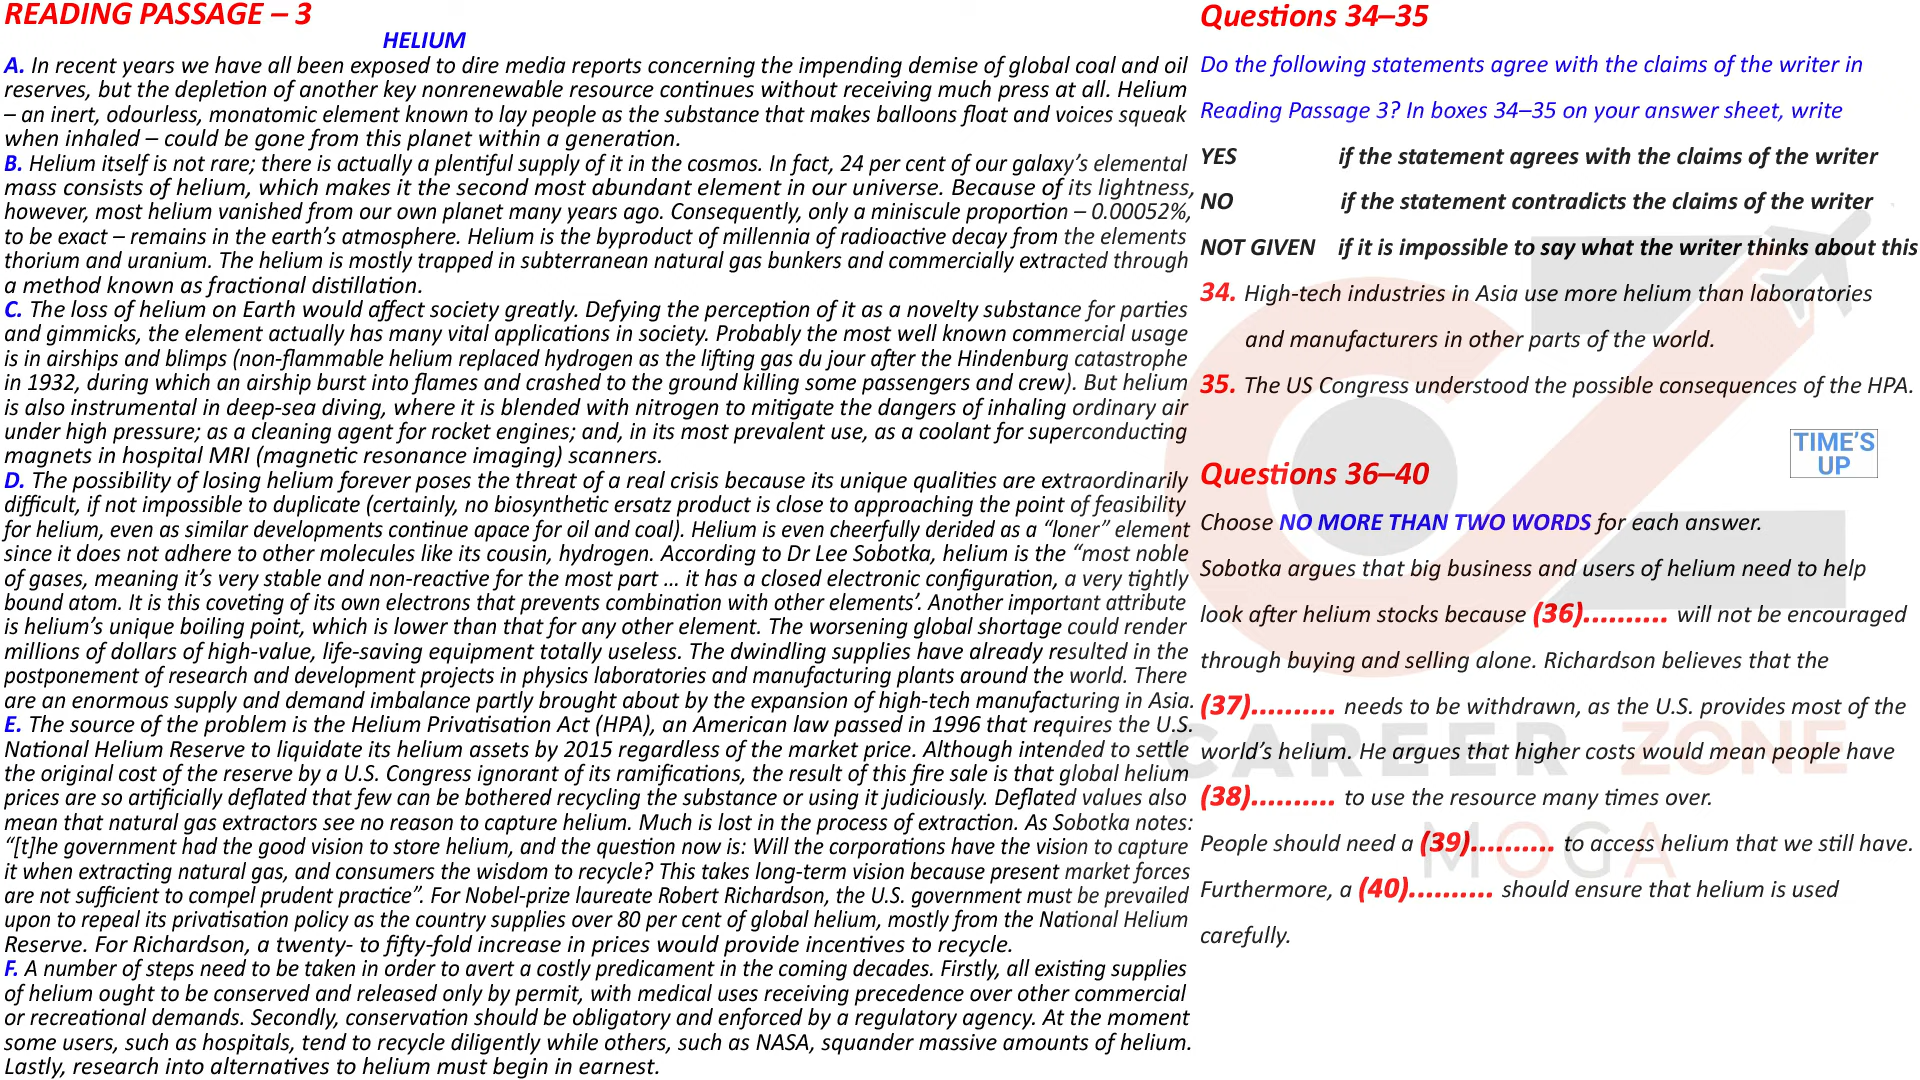 READING PASSAGE – 3
HELIUM
A. In recent years we have all been exposed to dire media reports concerning the impending demise of global coal and oil
reserves, but the depletion of another key nonrenewable resource continues without receiving much press at all. Helium
– an inert, odourless, monatomic element known to lay people as the substance that makes balloons float and voices squeak
when inhaled – could be gone from this planet within a generation.
B. Helium itself is not rare; there is actually a plentiful supply of it in the cosmos. In fact, 24 per cent of our galaxy's elemental
mass consists of helium, which makes it the second most abundant element in our universe. Because of its lightness,
however, most helium vanished from our own planet many years ago. Consequently, only a miniscule proportion – 0.00052%,
to be exact – remains in the earth's atmosphere. Helium is the byproduct of millennia of radioactive decay from the elements
thorium and uranium. The helium is mostly trapped in subterranean natural gas bunkers and commercially extracted through
a method known as fractional distillation.
C. The loss of helium on Earth would affect society greatly. Defying the perception of it as a novelty substance for parties
and gimmicks, the element actually has many vital applications in society. Probably the most well known commercial usage
is in airships and blimps (non-flammable helium replaced hydrogen as the lifting gas du jour after the Hindenburg catastrophe
in 1932, during which an airship burst into flames and crashed to the ground killing some passengers and crew). But helium
is also instrumental in deep-sea diving, where it is blended with nitrogen to mitigate the dangers of inhaling ordinary air
under high pressure; as a cleaning agent for rocket engines; and, in its most prevalent use, as a coolant for superconducting
magnets in hospital MRI (magnetic resonance imaging) scanners.
D. The possibility of losing helium forever poses the threat of a real crisis because its unique qualities are extraordinarily
difficult, if not impossible to duplicate (certainly, no biosynthetic ersatz product is close to approaching the point of feasibility
for helium, even as similar developments continue apace for oil and coal). Helium is even cheerfully derided as a "loner" element
since it does not adhere to other molecules like its cousin, hydrogen. According to Dr Lee Sobotka, helium is the "most noble
of gases, meaning it's very stable and non-reactive for the most part ... it has a closed electronic configuration, a very tightly
bound atom. It is this coveting of its own electrons that prevents combination with other elements'. Another important attribute
is helium's unique boiling point, which is lower than that for any other element. The worsening global shortage could render
millions of dollars of high-value, life-saving equipment totally useless. The dwindling supplies have already resulted in the
postponement of research and development projects in physics laboratories and manufacturing plants around the world. There
are an enormous supply and demand imbalance partly brought about by the expansion of high-tech manufacturing in Asia.
E. The source of the problem is the Helium Privatisation Act (HPA), an American law passed in 1996 that requires the U.S.
National Helium Reserve to liquidate its helium assets by 2015 regardless of the market price. Although intended to settle
the original cost of the reserve by a U.S. Congress ignorant of its ramifications, the result of this fire sale is that global helium
prices are so artificially deflated that few can be bothered recycling the substance or using it judiciously. Deflated values also
mean that natural gas extractors see no reason to capture helium. Much is lost in the process of extraction. As Sobotka notes:
"[t]he government had the good vision to store helium, and the question now is: Will the corporations have the vision to capture
it when extracting natural gas, and consumers the wisdom to recycle? This takes long-term vision because present market forces
are not sufficient to compel prudent practice". For Nobel-prize laureate Robert Richardson, the U.S. government must be prevailed
upon to repeal its privatisation policy as the country supplies over 80 per cent of global helium, mostly from the National Helium
Reserve. For Richardson, a twenty- to fifty-fold increase in prices would provide incentives to recycle.
F. A number of steps need to be taken in order to avert a costly predicament in the coming decades. Firstly, all existing supplies
of helium ought to be conserved and released only by permit, with medical uses receiving precedence over other commercial
or recreational demands. Secondly, conservation should be obligatory and enforced by a regulatory agency. At the moment
some users, such as hospitals, tend to recycle diligently while others, such as NASA, squander massive amounts of helium.
Lastly, research into alternatives to helium must begin in earnest.
Questions 34–35
Do the following statements agree with the claims of the writer in
Reading Passage 3? In boxes 34–35 on your answer sheet, write
YES if the statement agrees with the claims of the writer
NO if the statement contradicts the claims of the writer
NOT GIVEN if it is impossible to say what the writer thinks about this
34. High-tech industries in Asia use more helium than laboratories
and manufacturers in other parts of the world.
35. The US Congress understood the possible consequences of the HPA.
TIME'S
UP
Questions 36–40
Choose NO MORE THAN TWO WORDS for each answer.
Sobotka argues that big business and users of helium need to help
look after helium stocks because (36).......... will not be encouraged
through buying and selling alone. Richardson believes that the
(37).......... needs to be withdrawn, as the U.S. provides most of the
world's helium. He argues that higher costs would mean people have
(38).......... to use the resource many times over.
People should need a (39).......... to access helium that we still have.
Furthermore, a (40).......... should ensure that helium is used
carefully.
CAREER ZONE
MOGA